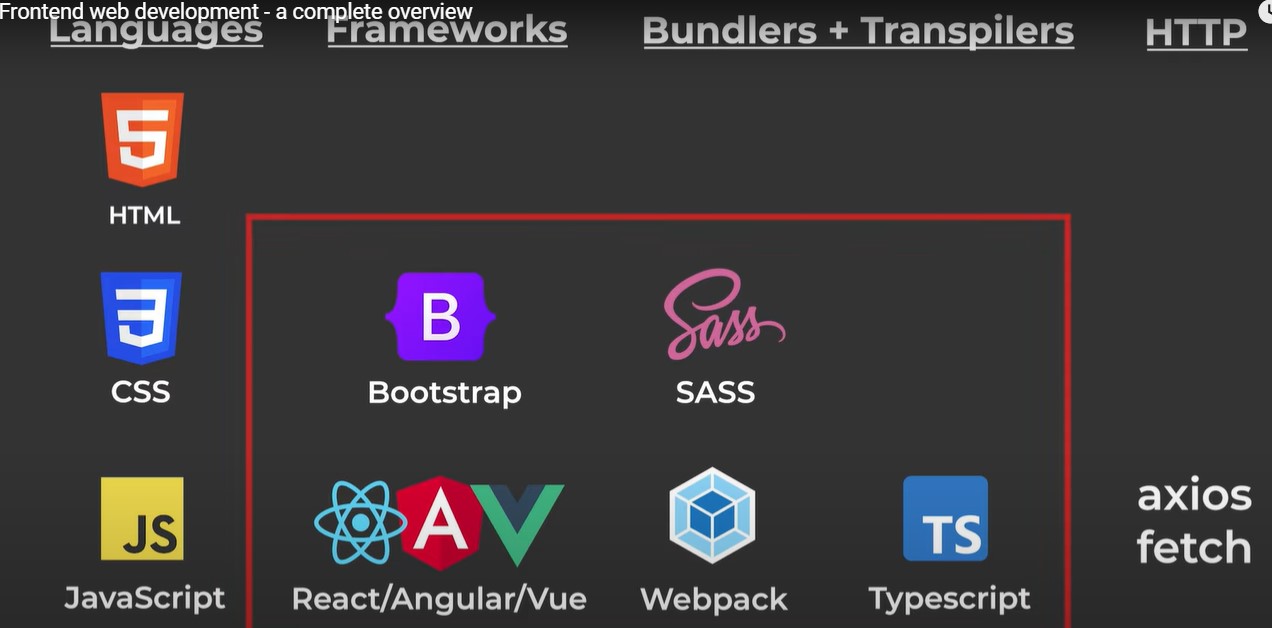 Frontend web development - a complete overview
Languages
Frameworks
Bundlers + Transpilers
HTTP
5
HTML
3
CSS
B
Bootstrap
Sass
SASS
JS
JavaScript
A
React/Angular/Vue
Webpack
TS
Typescript
axios
fetch